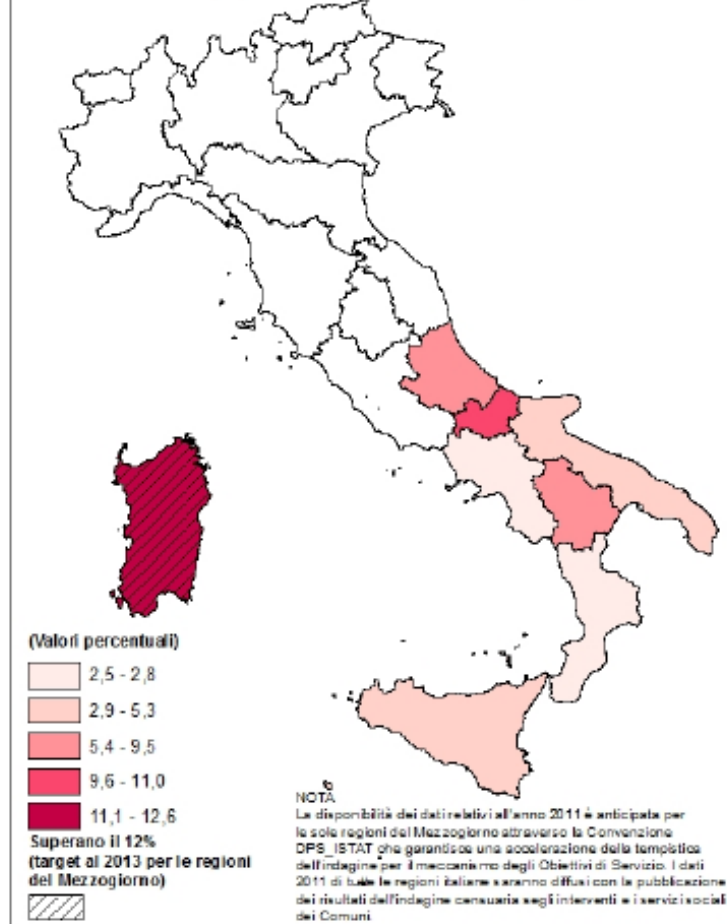 (Valori percentuali)
2,5 - 2,8
2,9 - 5,3
5,4 - 9,5
9,6 - 11,0
11,1 - 12,6
Superano il 12%
(target al 2013 per le regioni
del Mezzogiorno)
NOTA
La disponibilità dei dati relativi all'anno 2011 è anticipata per
le sole regioni del Mezzogiorno attraverso la Convenzione
DPS_ISTAT che garantisce una accelerazione della tempistica
dell'indagine per il meccanismo degli Obiettivi di Servizio. I dati
2011 di tutte le regioni italiane saranno diffusi con la pubblicazione
dei risultati dell'indagine censuaria sugli interventi e i servizi sociali
dei Comuni